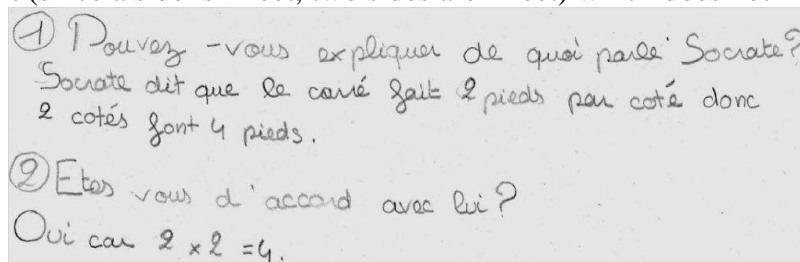 ① Pouvez-vous expliquer de quoi parle Socrate?
Socrate dit que le carré fait 2 pieds par coté donc
2 cotés font 4 pieds.
② Etes vous d'accord avec lui?
Oui car 2 x 2 = 4.